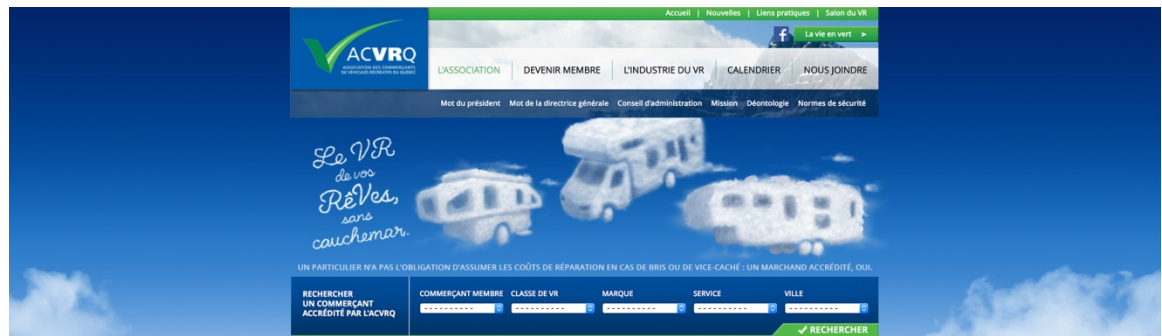 Accueil | Nouvelles | Liens pratiques | Salon du VR
f La vie en vert
ACVRQ
ASSOCIATION DES COMMERÇANTS
DE VÉHICULES RÉCRÉATIFS DU QUÉBEC
L'ASSOCIATION DEVENIR MEMBRE L'INDUSTRIE DU VR CALENDRIER NOUS JOINDRE
Mot du président Mot de la directrice générale Conseil d'administration Mission Déontologie Normes de sécurité
Le VR
de vos
RêVes,
sans
cauchemar.
UN PARTICULIER N'A PAS L'OBLIGATION D'ASSUMER LES COÛTS DE RÉPARATION EN CAS DE BRIS OU DE VICE-CACHÉ : UN MARCHAND ACCRÉDITÉ, OUI.
RECHERCHER
UN COMMERÇANT
ACCRÉDITÉ PAR L'ACVRQ
COMMERÇANT MEMBRE CLASSE DE VR MARQUE SERVICE VILLE
---------- ---------- ---------- ---------- ----------
RECHERCHER